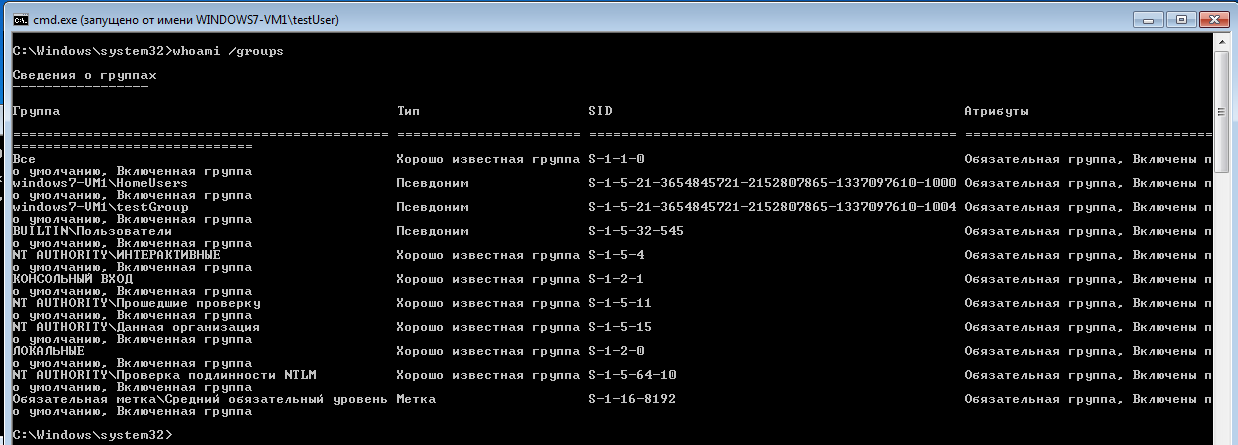 cmd.exe (запущено от имени WINDOWS7-VM1\testUser)
C:\Windows\system32>whoami /groups
Сведения о группах
-----------------
Группа Тип SID Атрибуты
================================================ ======================= ============================================== ===============================
==============================
Все Хорошо известная группа S-1-1-0 Обязательная группа, Включены п
о умолчанию, Включенная группа
windows7-VM1\HomeUsers Псевдоним S-1-5-21-3654845721-2152807865-1337097610-1000 Обязательная группа, Включены п
о умолчанию, Включенная группа
windows7-VM1\testGroup Псевдоним S-1-5-21-3654845721-2152807865-1337097610-1004 Обязательная группа, Включены п
о умолчанию, Включенная группа
BUILTIN\Пользователи Псевдоним S-1-5-32-545 Обязательная группа, Включены п
о умолчанию, Включенная группа
NT AUTHORITY\ИНТЕРАКТИВНЫЕ Хорошо известная группа S-1-5-4 Обязательная группа, Включены п
о умолчанию, Включенная группа
КОНСОЛЬНЫЙ ВХОД Хорошо известная группа S-1-2-1 Обязательная группа, Включены п
о умолчанию, Включенная группа
NT AUTHORITY\Прошедшие проверку Хорошо известная группа S-1-5-11 Обязательная группа, Включены п
о умолчанию, Включенная группа
NT AUTHORITY\Данная организация Хорошо известная группа S-1-5-15 Обязательная группа, Включены п
о умолчанию, Включенная группа
ЛОКАЛЬНЫЕ Хорошо известная группа S-1-2-0 Обязательная группа, Включены п
о умолчанию, Включенная группа
NT AUTHORITY\Проверка подлинности NTLM Хорошо известная группа S-1-5-64-10 Обязательная группа, Включены п
о умолчанию, Включенная группа
Обязательная метка\Средний обязательный уровень Метка S-1-16-8192 Обязательная группа, Включены п
о умолчанию, Включенная группа
C:\Windows\system32>